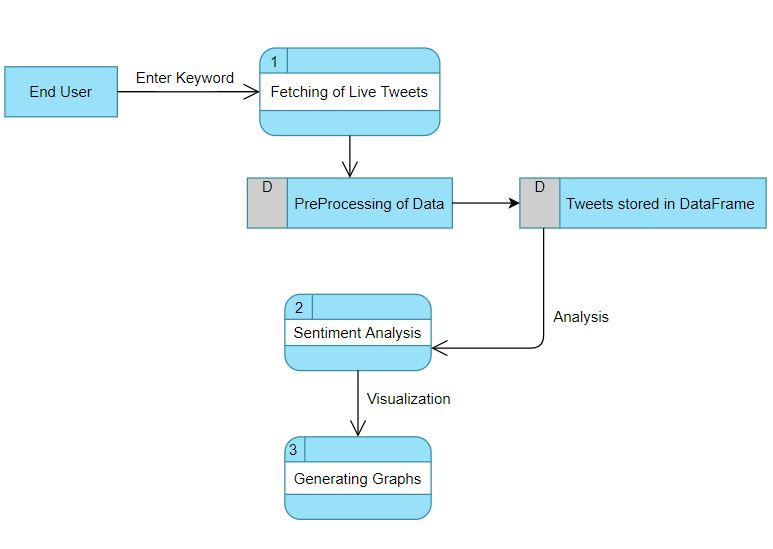 1
End User
Enter Keyword
Fetching of Live Tweets
D
PreProcessing of Data
D
Tweets stored in DataFrame
2
Sentiment Analysis
Analysis
Visualization
3
Generating Graphs